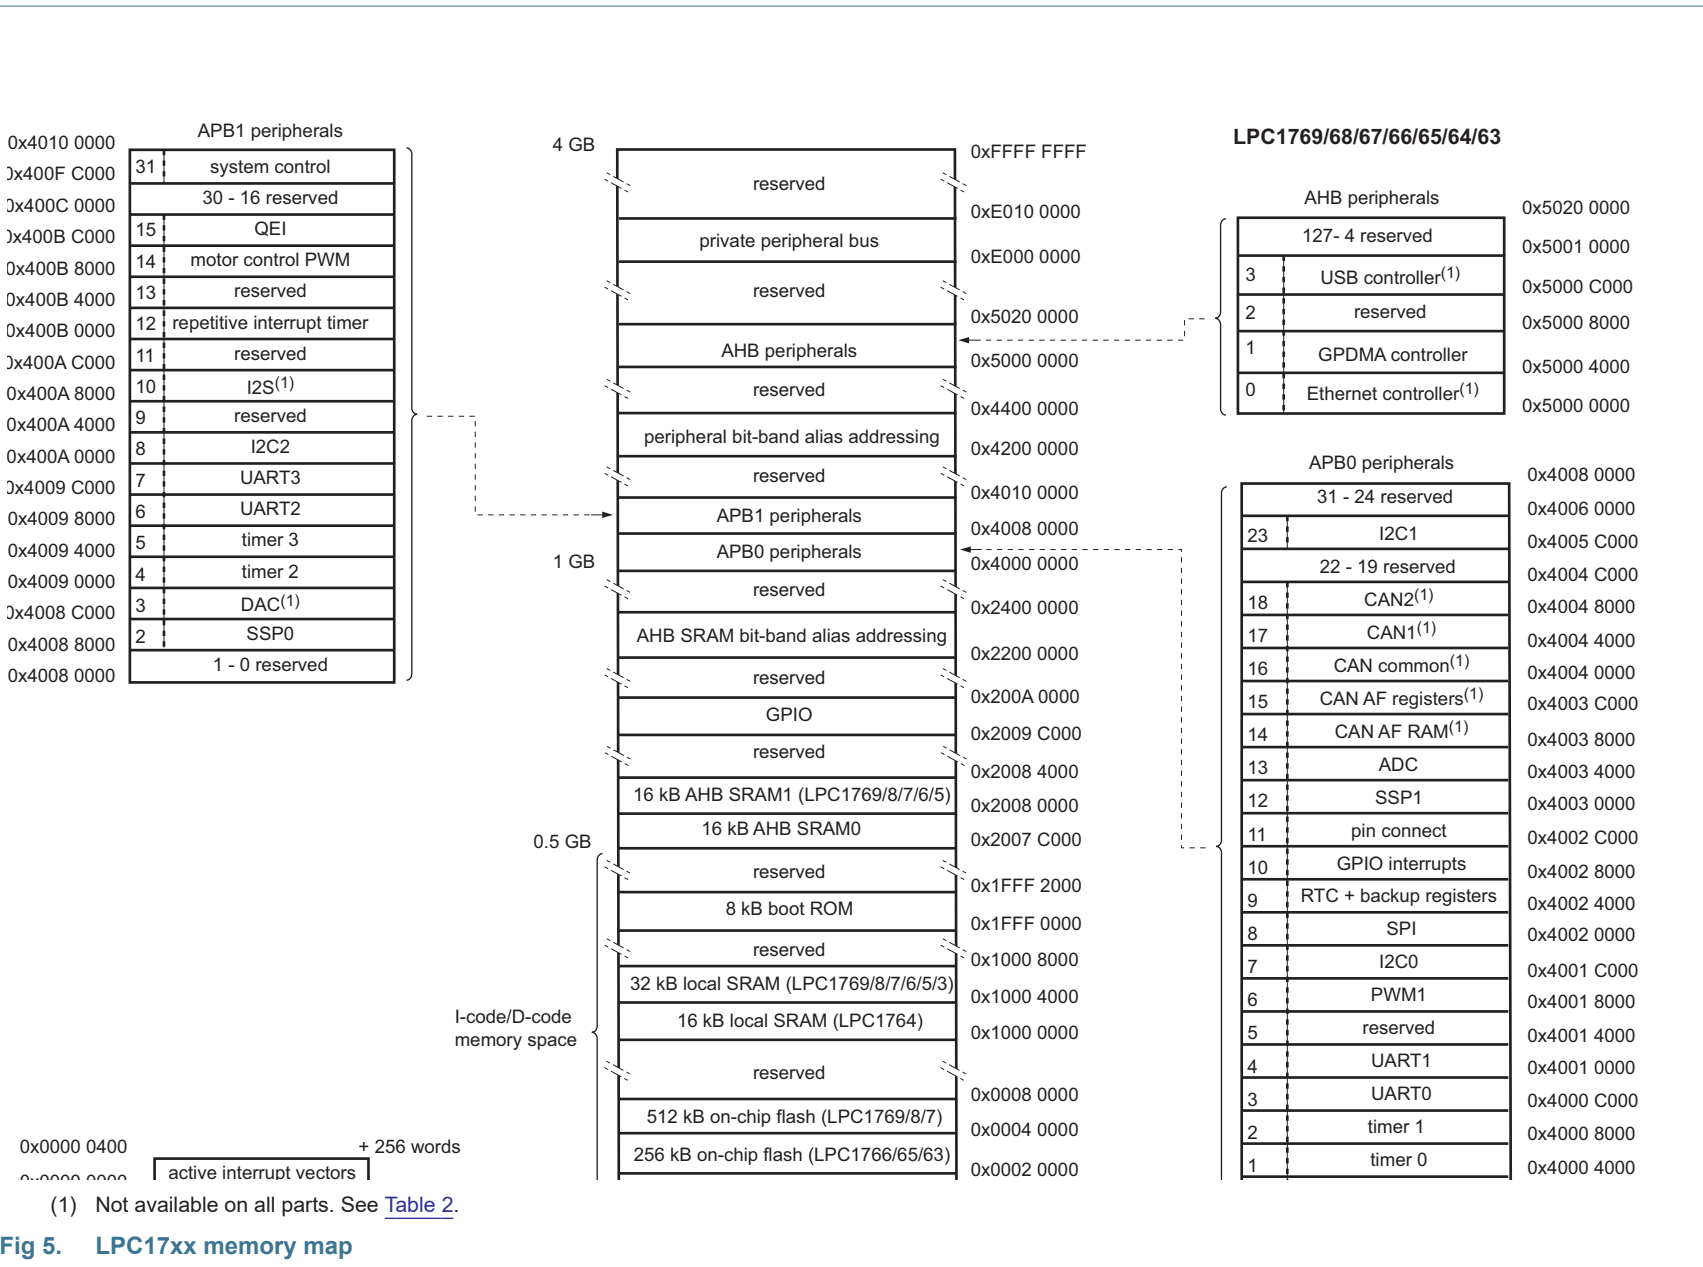 APB1 peripherals
0x4010 0000
31 system control
0x400F C000
30 - 16 reserved
0x400C 0000
15 QEI
0x400B C000
14 motor control PWM
0x400B 8000
13 reserved
0x400B 4000
12 repetitive interrupt timer
0x400B 0000
11 reserved
0x400A C000
10 I2S(1)
0x400A 8000
9 reserved
0x400A 4000
8 I2C2
0x400A 0000
7 UART3
0x4009 C000
6 UART2
0x4009 8000
5 timer 3
0x4009 4000
4 timer 2
0x4009 0000
3 DAC(1)
0x4008 C000
2 SSP0
0x4008 8000
1 - 0 reserved
0x4008 0000
4 GB
0xFFFF FFFF
reserved
0xE010 0000
private peripheral bus
0xE000 0000
reserved
0x5020 0000
AHB peripherals
0x5000 0000
reserved
0x4400 0000
peripheral bit-band alias addressing
0x4200 0000
reserved
0x4010 0000
APB1 peripherals
0x4008 0000
APB0 peripherals
1 GB
0x4000 0000
reserved
0x2400 0000
AHB SRAM bit-band alias addressing
0x2200 0000
reserved
0x200A 0000
GPIO
0x2009 C000
reserved
0x2008 4000
16 kB AHB SRAM1 (LPC1769/8/7/6/5)
0x2008 0000
16 kB AHB SRAM0
0.5 GB
0x2007 C000
reserved
0x1FFF 2000
8 kB boot ROM
0x1FFF 0000
reserved
0x1000 8000
32 kB local SRAM (LPC1769/8/7/6/5/3)
0x1000 4000
I-code/D-code
memory space
16 kB local SRAM (LPC1764)
0x1000 0000
reserved
0x0008 0000
512 kB on-chip flash (LPC1769/8/7)
0x0004 0000
256 kB on-chip flash (LPC1766/65/63)
0x0002 0000
LPC1769/68/67/66/65/64/63
AHB peripherals
0x5020 0000
127- 4 reserved
0x5001 0000
3 USB controller(1)
0x5000 C000
2 reserved
0x5000 8000
1 GPDMA controller
0x5000 4000
0 Ethernet controller(1)
0x5000 0000
APB0 peripherals
0x4008 0000
31 - 24 reserved
0x4006 0000
23 I2C1
0x4005 C000
22 - 19 reserved
0x4004 C000
18 CAN2(1)
0x4004 8000
17 CAN1(1)
0x4004 4000
16 CAN common(1)
0x4004 0000
15 CAN AF registers(1)
0x4003 C000
14 CAN AF RAM(1)
0x4003 8000
13 ADC
0x4003 4000
12 SSP1
0x4003 0000
11 pin connect
0x4002 C000
10 GPIO interrupts
0x4002 8000
9 RTC + backup registers
0x4002 4000
8 SPI
0x4002 0000
7 I2C0
0x4001 C000
6 PWM1
0x4001 8000
5 reserved
0x4001 4000
4 UART1
0x4001 0000
3 UART0
0x4000 C000
2 timer 1
0x4000 8000
1 timer 0
0x4000 4000
0x0000 0400
+ 256 words
active interrupt vectors
(1) Not available on all parts. See Table 2.
Fig 5. LPC17xx memory map